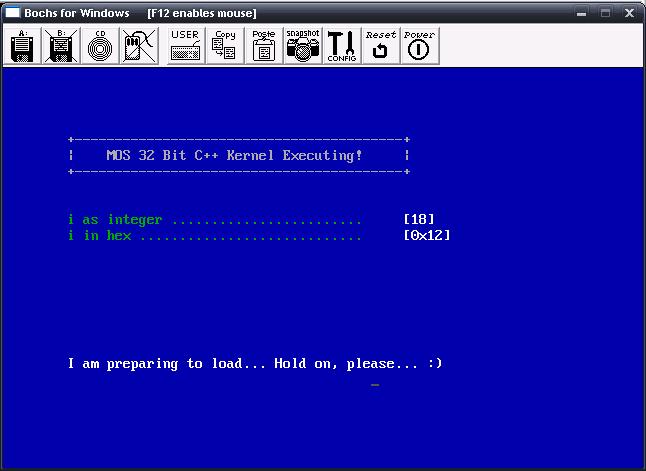 Bochs for Windows [F12 enables mouse]
A: B: CD USER Copy Paste snapshot CONFIG Reset Power
+-----------------------------------------+
| MOS 32 Bit C++ Kernel Executing! |
+-----------------------------------------+
i as integer ........................ [18]
i in hex ............................ [0x12]
I am preparing to load... Hold on, please... :)
_